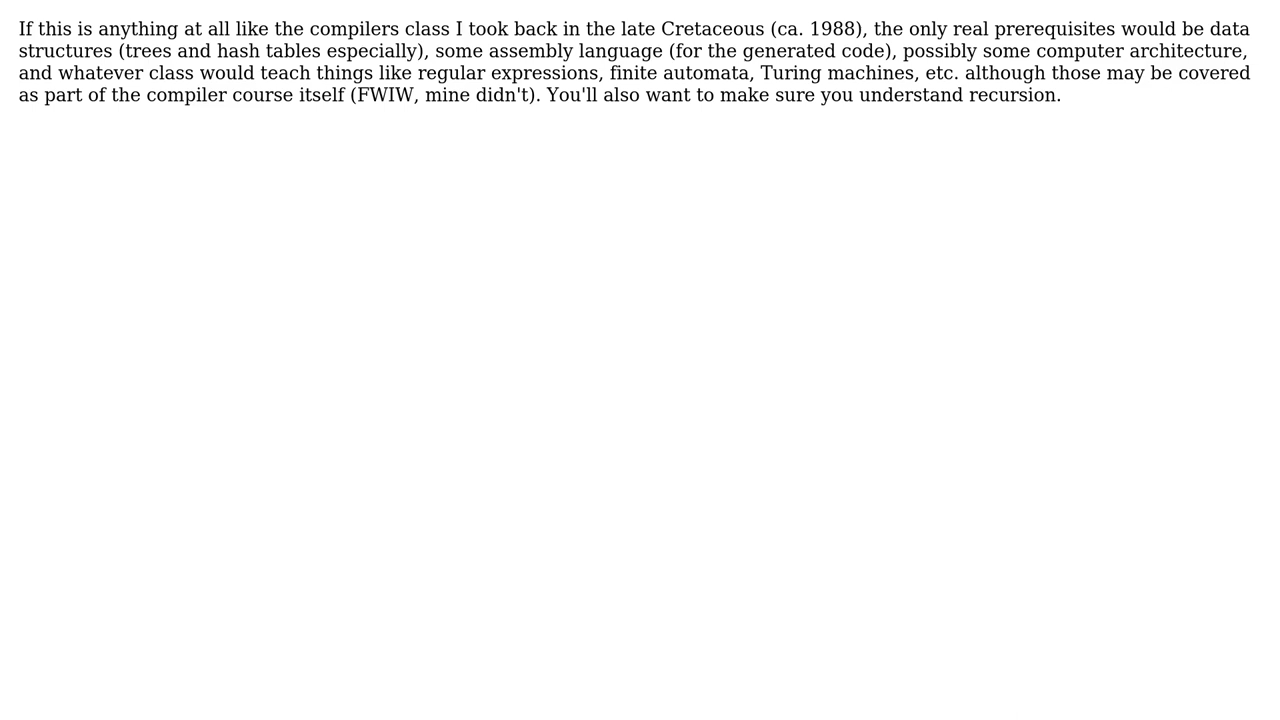 If this is anything at all like the compilers class I took back in the late Cretaceous (ca. 1988), the only real prerequisites would be data
structures (trees and hash tables especially), some assembly language (for the generated code), possibly some computer architecture,
and whatever class would teach things like regular expressions, finite automata, Turing machines, etc. although those may be covered
as part of the compiler course itself (FWIW, mine didn't). You'll also want to make sure you understand recursion.